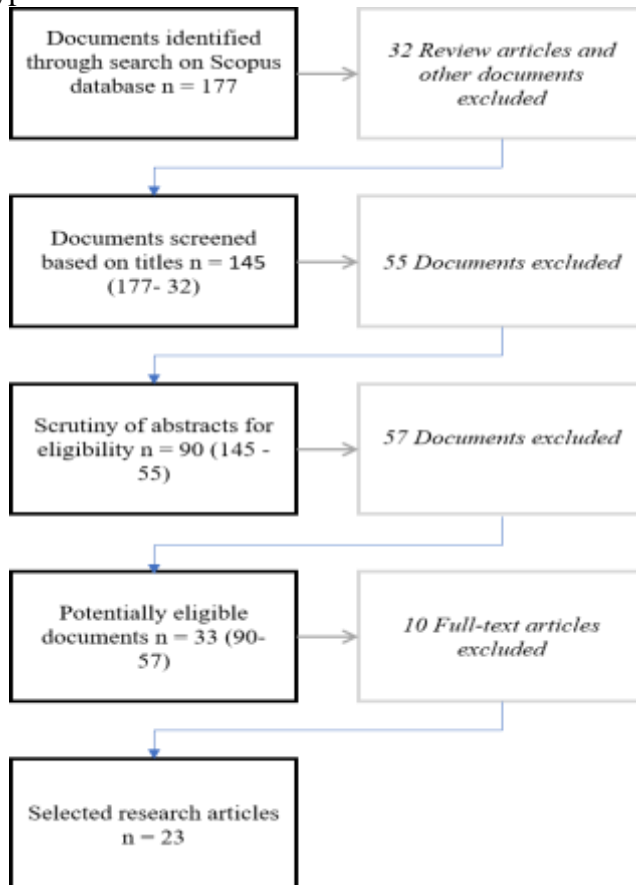 Documents identified
through search on Scopus
database n = 177
32 Review articles and
other documents
excluded
Documents screened
based on titles n = 145
(177- 32)
55 Documents excluded
Scrutiny of abstracts for
eligibility n = 90 (145 -
55)
57 Documents excluded
Potentially eligible
documents n = 33 (90-
57)
10 Full-text articles
excluded
Selected research articles
n = 23